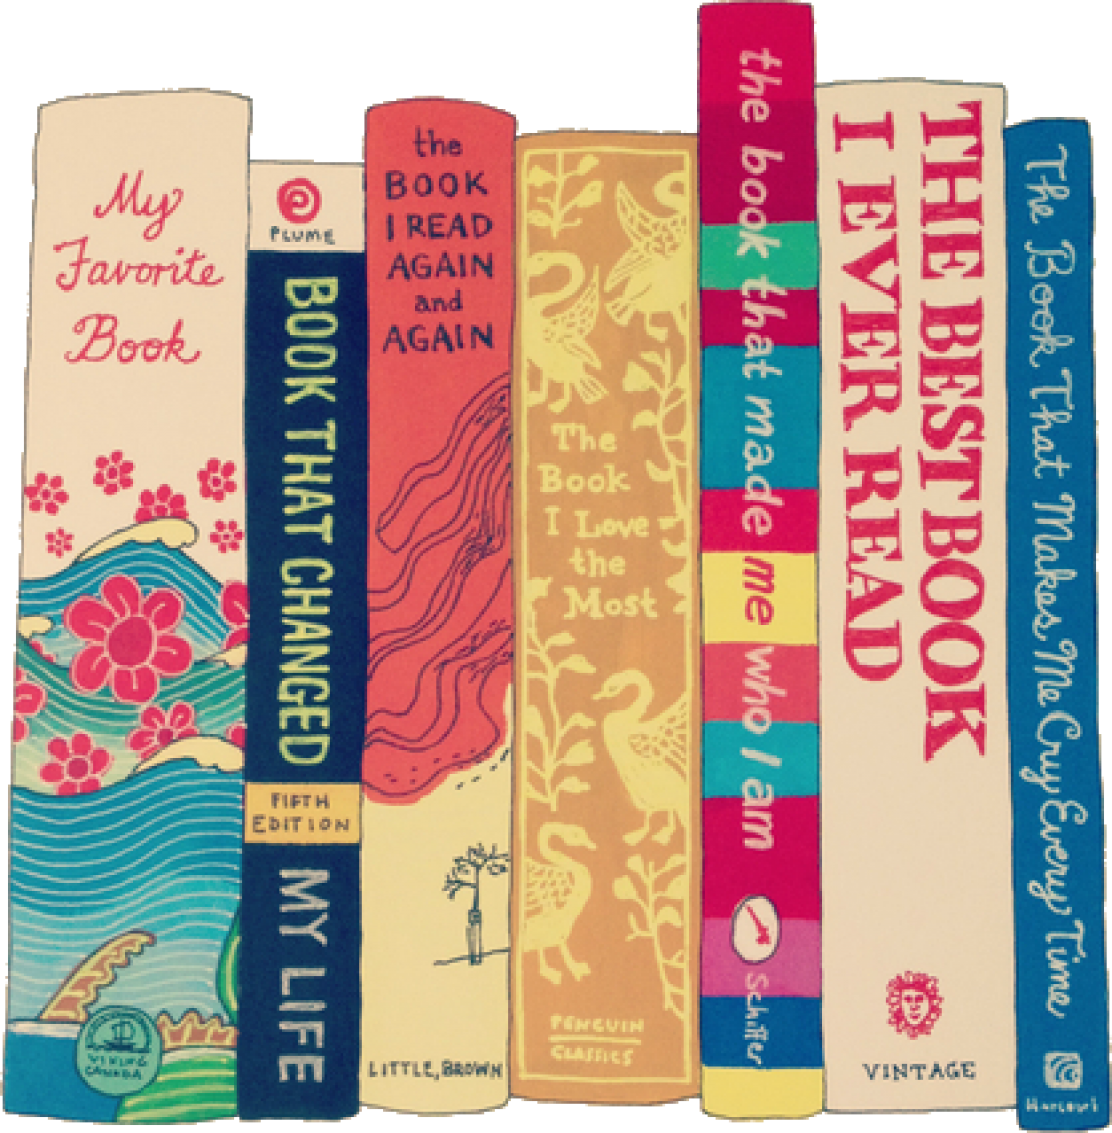 My
Favorite
Book
VIKING
CANADA
PLUME
BOOK THAT CHANGED
FIFTH
EDITION
MY LIFE
the
BOOK
I READ
AGAIN
and
AGAIN
LITTLE, BROWN
The
Book
I Love
the
Most
PENGUIN
CLASSICS
the book that made me who I am
Schiffer
THE BEST BOOK
I EVER READ
VINTAGE
The Book That Makes Me Cry Every Time